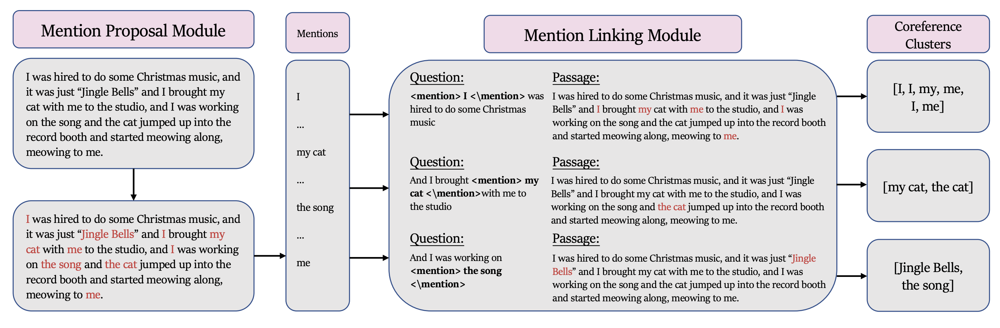 Mention Proposal Module
I was hired to do some Christmas music, and
it was just “Jingle Bells” and I brought my
cat with me to the studio, and I was working
on the song and the cat jumped up into the
record booth and started meowing along,
meowing to me.
I was hired to do some Christmas music, and
it was just “Jingle Bells” and I brought my
cat with me to the studio, and I was working
on the song and the cat jumped up into the
record booth and started meowing along,
meowing to me.
Mentions
I
...
my cat
...
the song
...
me
Mention Linking Module
Question:
<mention> I <\mention> was
hired to do some Christmas
music
Passage:
I was hired to do some Christmas music, and it was just “Jingle
Bells” and I brought my cat with me to the studio, and I was
working on the song and the cat jumped up into the record booth
and started meowing along, meowing to me.
Question:
And I brought <mention> my
cat <\mention>with me to
the studio
Passage:
I was hired to do some Christmas music, and it was just “Jingle
Bells” and I brought my cat with me to the studio, and I was
working on the song and the cat jumped up into the record booth
and started meowing along, meowing to me.
Question:
And I was working on
<mention> the song
<\mention>
Passage:
I was hired to do some Christmas music, and it was just “Jingle
Bells” and I brought my cat with me to the studio, and I was
working on the song and the cat jumped up into the record booth
and started meowing along, meowing to me.
Coreference
Clusters
[I, I, my, me,
I, me]
[my cat, the cat]
[Jingle Bells,
the song]